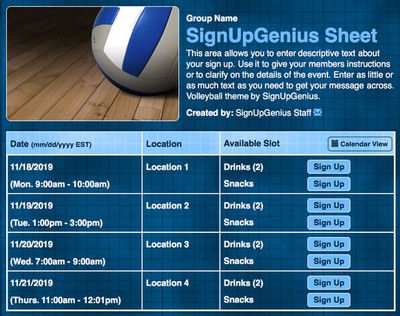 Group Name
SignUpGenius Sheet
This area allows you to enter descriptive text about
your sign up. Use it to give your members instructions
or to clarify on the details of the event. Enter as little or
as much text as you need to get your message across.
Volleyball theme by SignUpGenius.
Created by: SignUpGenius Staff
Date (mm/dd/yyyy EST) Location Available Slot Calendar View
11/18/2019 Location 1 Drinks (2) Sign Up
(Mon. 9:00am - 10:00am) Snacks Sign Up
11/19/2019 Location 2 Drinks (2) Sign Up
(Tue. 1:00pm - 3:00pm) Snacks Sign Up
11/20/2019 Location 3 Drinks (2) Sign Up
(Wed. 7:00am - 9:00am) Snacks Sign Up
11/21/2019 Location 4 Drinks (2) Sign Up
(Thurs. 11:00am - 12:01pm) Snacks Sign Up